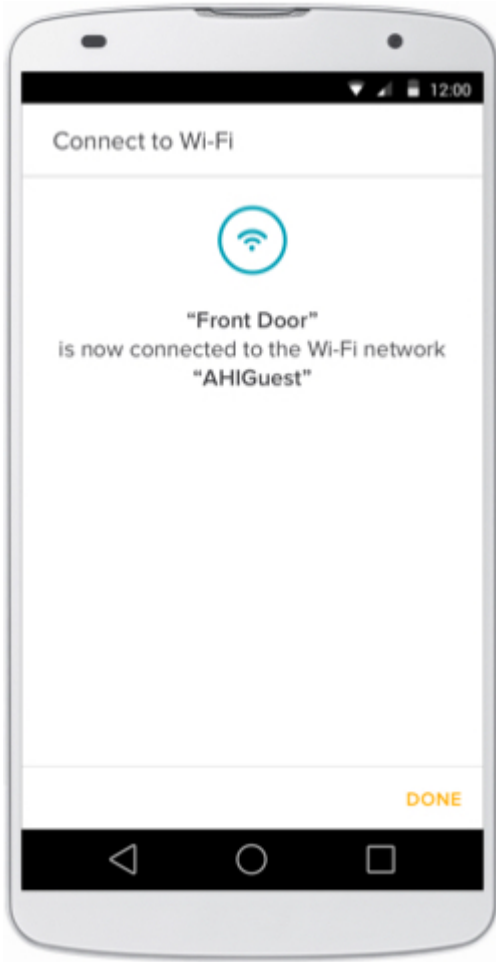 12:00
Connect to Wi-Fi
“Front Door”
is now connected to the Wi-Fi network
“AHIGuest”
DONE